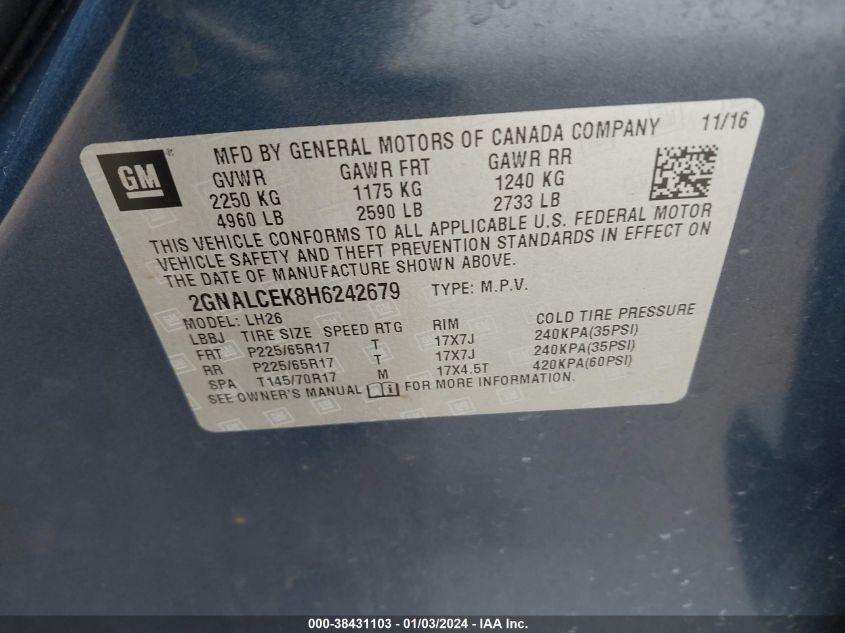 GM
MFD BY GENERAL MOTORS OF CANADA COMPANY 11/16
GVWR GAWR FRT GAWR RR
2250 KG 1175 KG 1240 KG
4960 LB 2590 LB 2733 LB
THIS VEHICLE CONFORMS TO ALL APPLICABLE U.S. FEDERAL MOTOR
VEHICLE SAFETY AND THEFT PREVENTION STANDARDS IN EFFECT ON
THE DATE OF MANUFACTURE SHOWN ABOVE.
2GNALCEK8H6242679 TYPE: M.P.V.
MODEL: LH26
LBBJ TIRE SIZE SPEED RTG RIM COLD TIRE PRESSURE
FRT P225/65R17 T 17X7J 240KPA(35PSI)
RR P225/65R17 T 17X7J 240KPA(35PSI)
SPA T145/70R17 M 17X4.5T 420KPA(60PSI)
SEE OWNER'S MANUAL i FOR MORE INFORMATION.
000-38431103 - 01/03/2024 - IAA Inc.